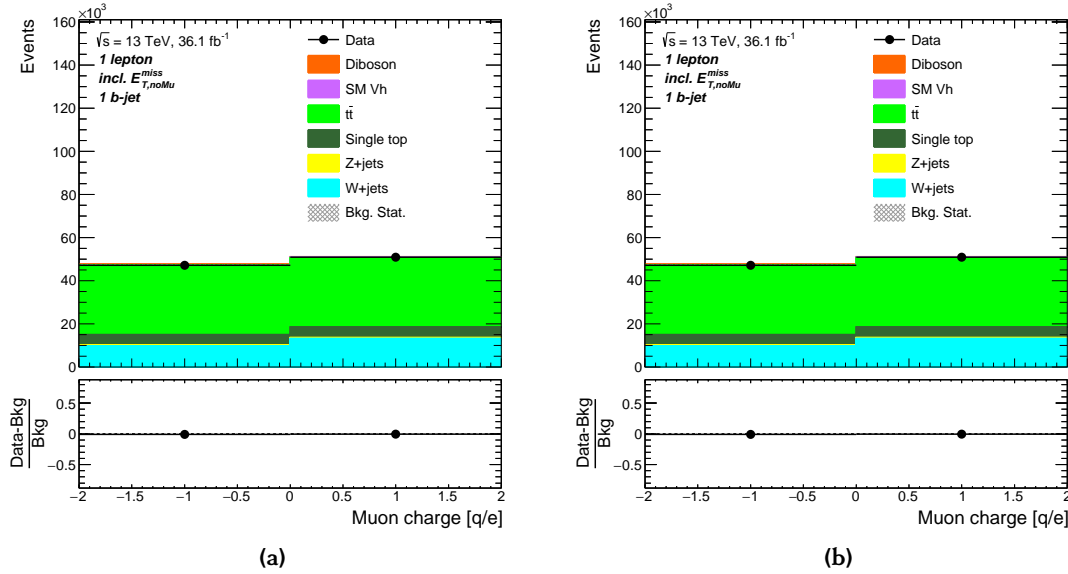 ×10³
Events
160
140
120
100
80
60
40
20
0
√s = 13 TeV, 36.1 fb⁻¹
1 lepton
incl. E^miss_T,noMu
1 b-jet
Data
Diboson
SM Vh
tt̄
Single top
Z+jets
W+jets
Bkg. Stat.
Data-Bkg
Bkg
0.5
0
−0.5
−2 −1.5 −1 −0.5 0 0.5 1 1.5 2
Muon charge [q/e]
(a)
×10³
Events
160
140
120
100
80
60
40
20
0
√s = 13 TeV, 36.1 fb⁻¹
1 lepton
incl. E^miss_T,noMu
1 b-jet
Data
Diboson
SM Vh
tt̄
Single top
Z+jets
W+jets
Bkg. Stat.
Data-Bkg
Bkg
0.5
0
−0.5
−2 −1.5 −1 −0.5 0 0.5 1 1.5 2
Muon charge [q/e]
(b)